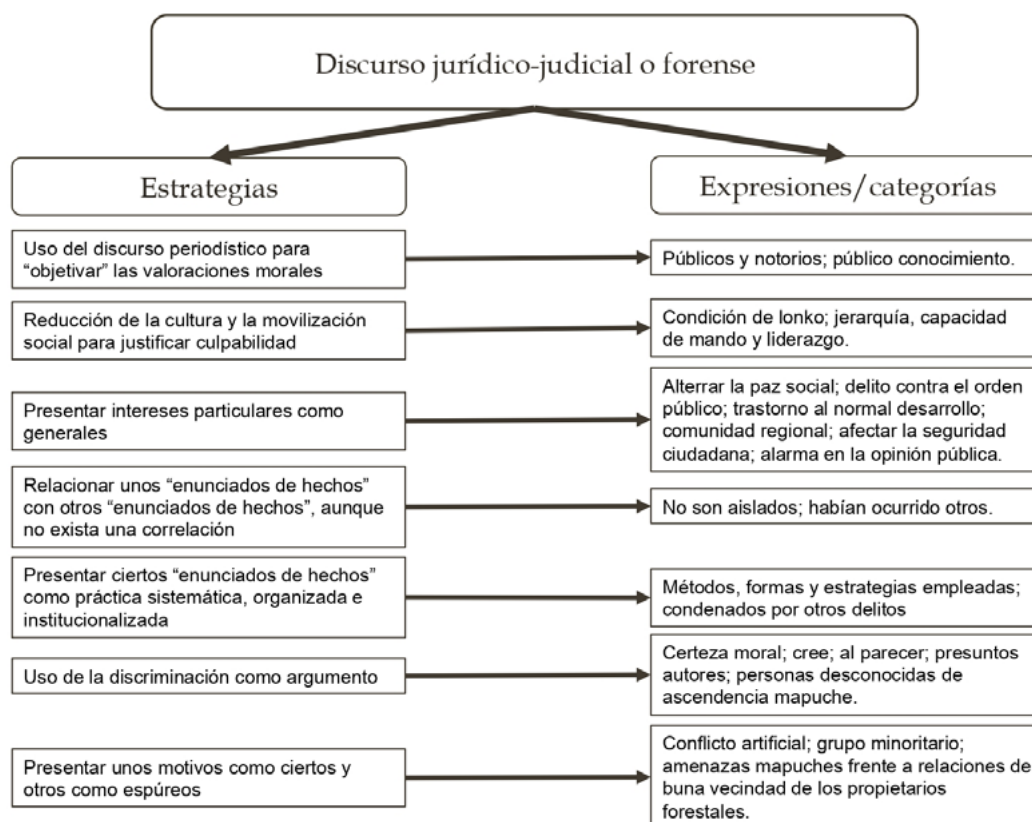 Discurso jurídico-judicial o forense
Estrategias
Expresiones/categorías
Uso del discurso periodístico para
“objetivar” las valoraciones morales
Públicos y notorios; público conocimiento.
Reducción de la cultura y la movilización
social para justificar culpabilidad
Condición de lonko; jerarquía, capacidad
de mando y liderazgo.
Presentar intereses particulares como
generales
Alterrar la paz social; delito contra el orden
público; trastorno al normal desarrollo;
comunidad regional; afectar la seguridad
ciudadana; alarma en la opinión pública.
Relacionar unos “enunciados de hechos”
con otros “enunciados de hechos”, aunque
no exista una correlación
No son aislados; habían ocurrido otros.
Presentar ciertos “enunciados de hechos”
como práctica sistemática, organizada e
institucionalizada
Métodos, formas y estrategias empleadas;
condenados por otros delitos
Uso de la discriminación como argumento
Certeza moral; cree; al parecer; presuntos
autores; personas desconocidas de
ascendencia mapuche.
Presentar unos motivos como ciertos y
otros como espúreos
Conflicto artificial; grupo minoritario;
amenazas mapuches frente a relaciones de
buna vecindad de los propietarios
forestales.